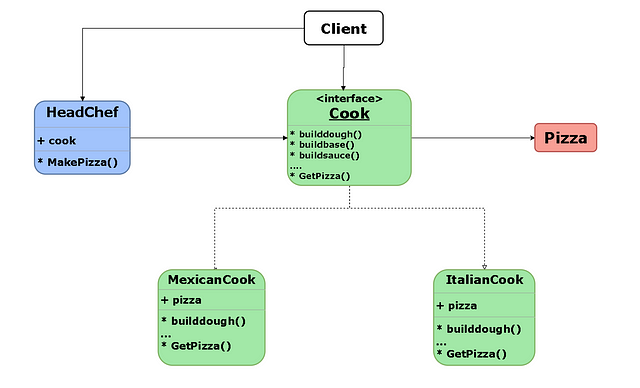 Client
HeadChef
+ cook
* MakePizza()
<interface>
Cook
* builddough()
* buildbase()
* buildsauce()
....
* GetPizza()
Pizza
MexicanCook
+ pizza
* builddough()
...
* GetPizza()
ItalianCook
+ pizza
* builddough()
...
* GetPizza()